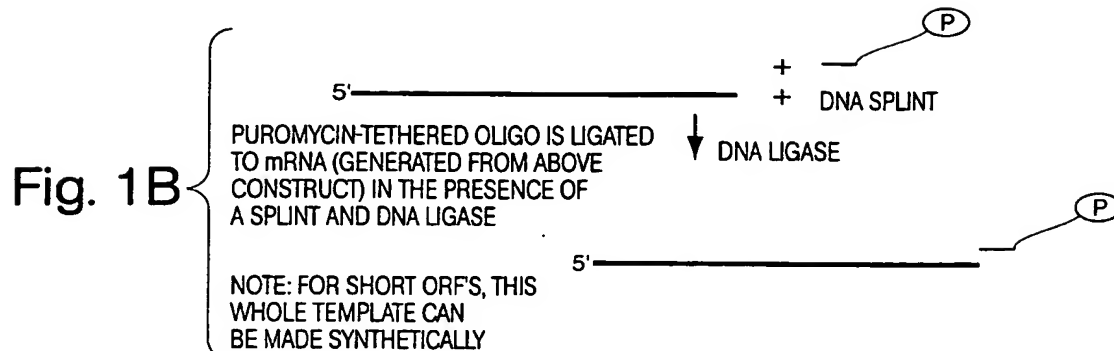 P
+
5'
+ DNA SPLINT
PUROMYCIN-TETHERED OLIGO IS LIGATED
TO mRNA (GENERATED FROM ABOVE
CONSTRUCT) IN THE PRESENCE OF
A SPLINT AND DNA LIGASE
DNA LIGASE
Fig. 1B
P
5'
NOTE: FOR SHORT ORF'S, THIS
WHOLE TEMPLATE CAN
BE MADE SYNTHETICALLY